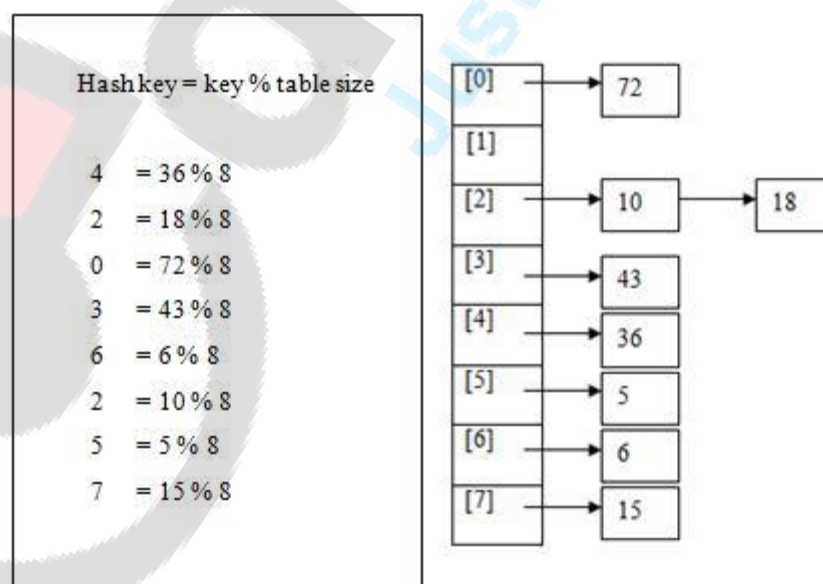 Hash key = key % table size
4 = 36 % 8
2 = 18 % 8
0 = 72 % 8
3 = 43 % 8
6 = 6 % 8
2 = 10 % 8
5 = 5 % 8
7 = 15 % 8
[0] 72
[1]
[2] 10 18
[3] 43
[4] 36
[5] 5
[6] 6
[7] 15